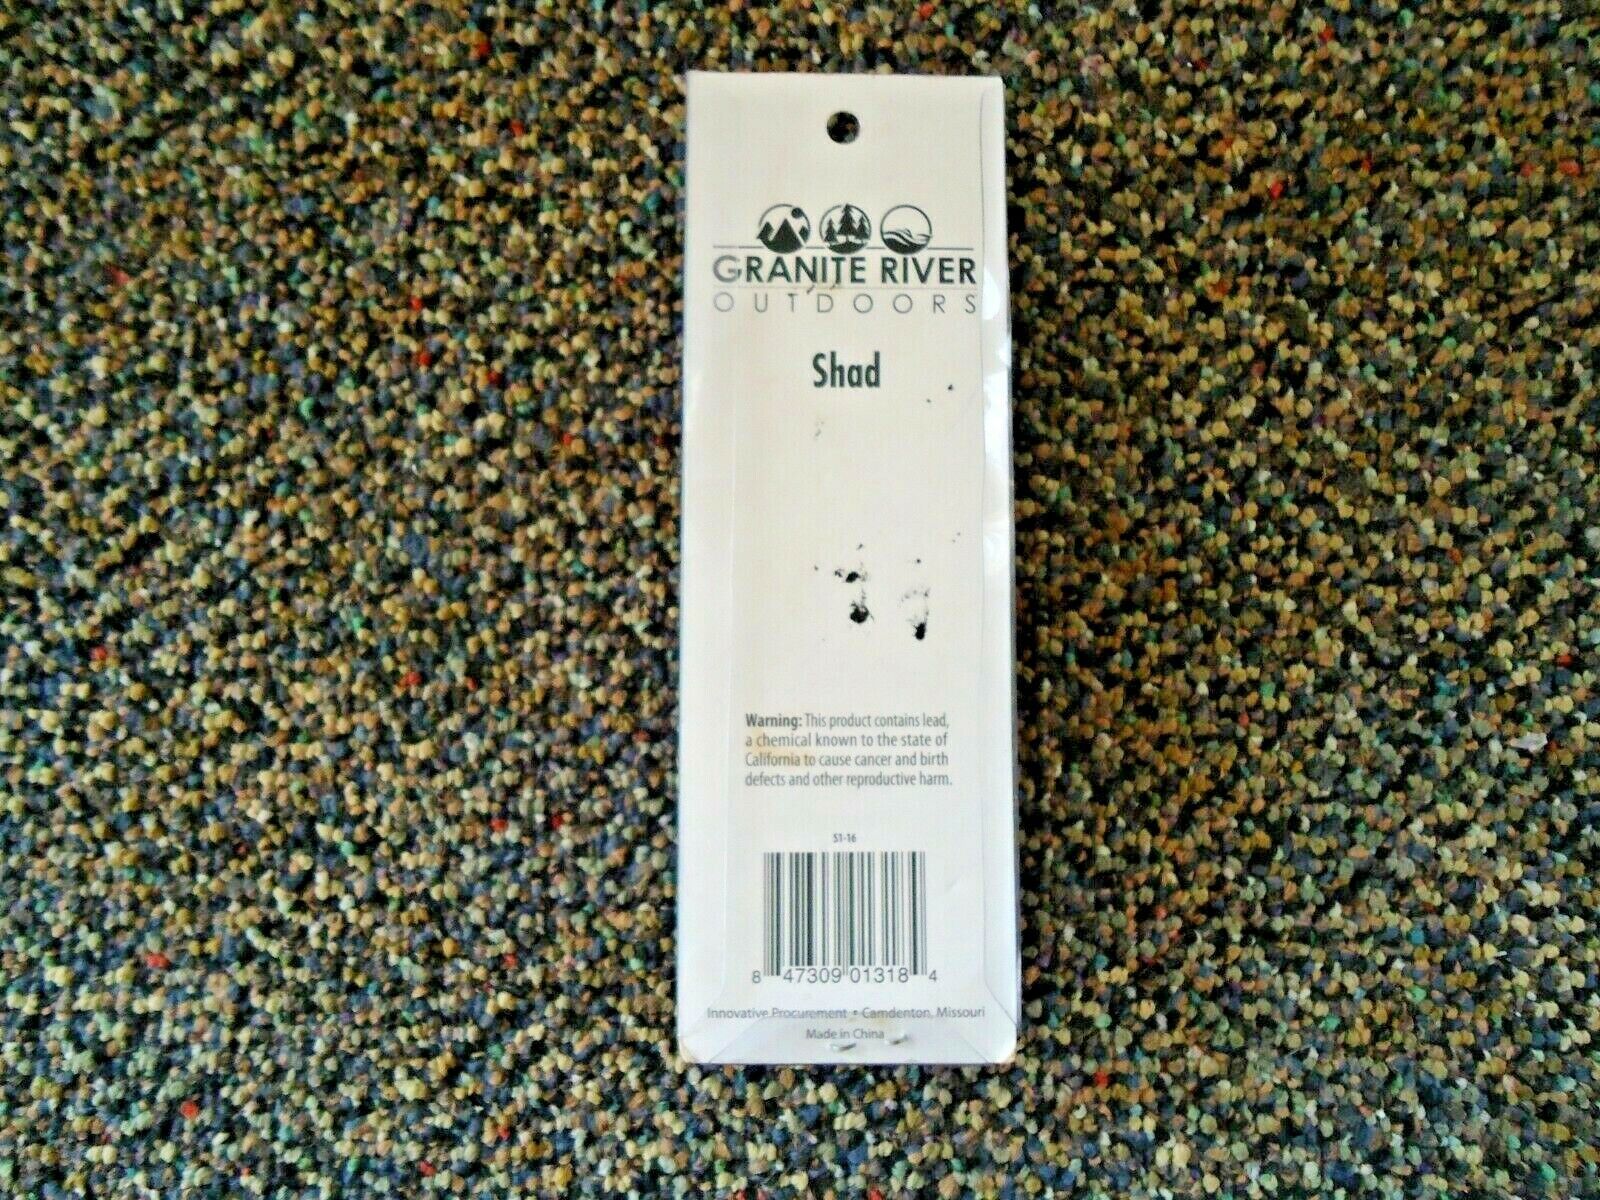 GRANITE RIVER
OUTDOORS
Shad
Warning: This product contains lead,
a chemical known to the state of
California to cause cancer and birth
defects and other reproductive harm.
S1-16
8 47309 01318 4
Innovative Procurement • Camdenton, Missouri
Made in China